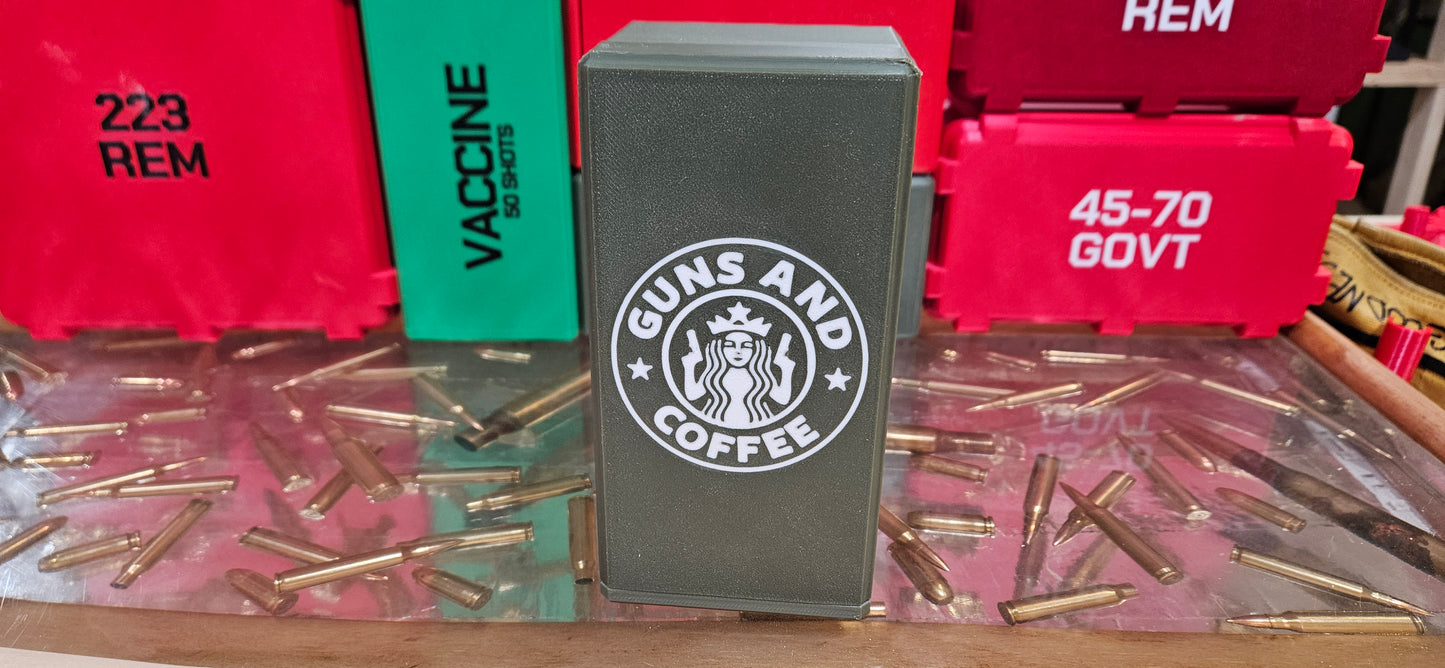 223
REM
VACCINE
50 SHOTS
REM
45-70
GOVT
GUNS AND
COFFEE